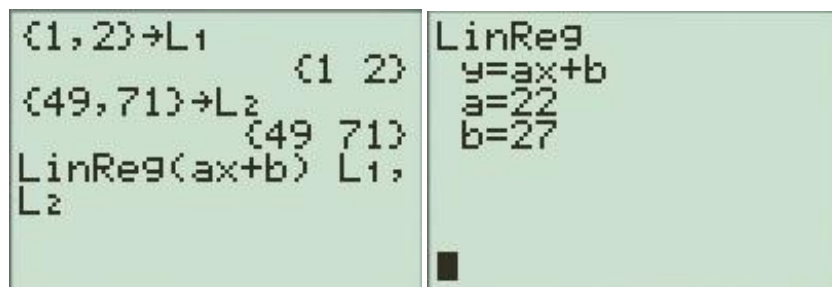 {1,2}→L₁
{1 2}
{49,71}→L₂
{49 71}
LinReg(ax+b) L₁,
L₂
LinReg
y=ax+b
a=22
b=27